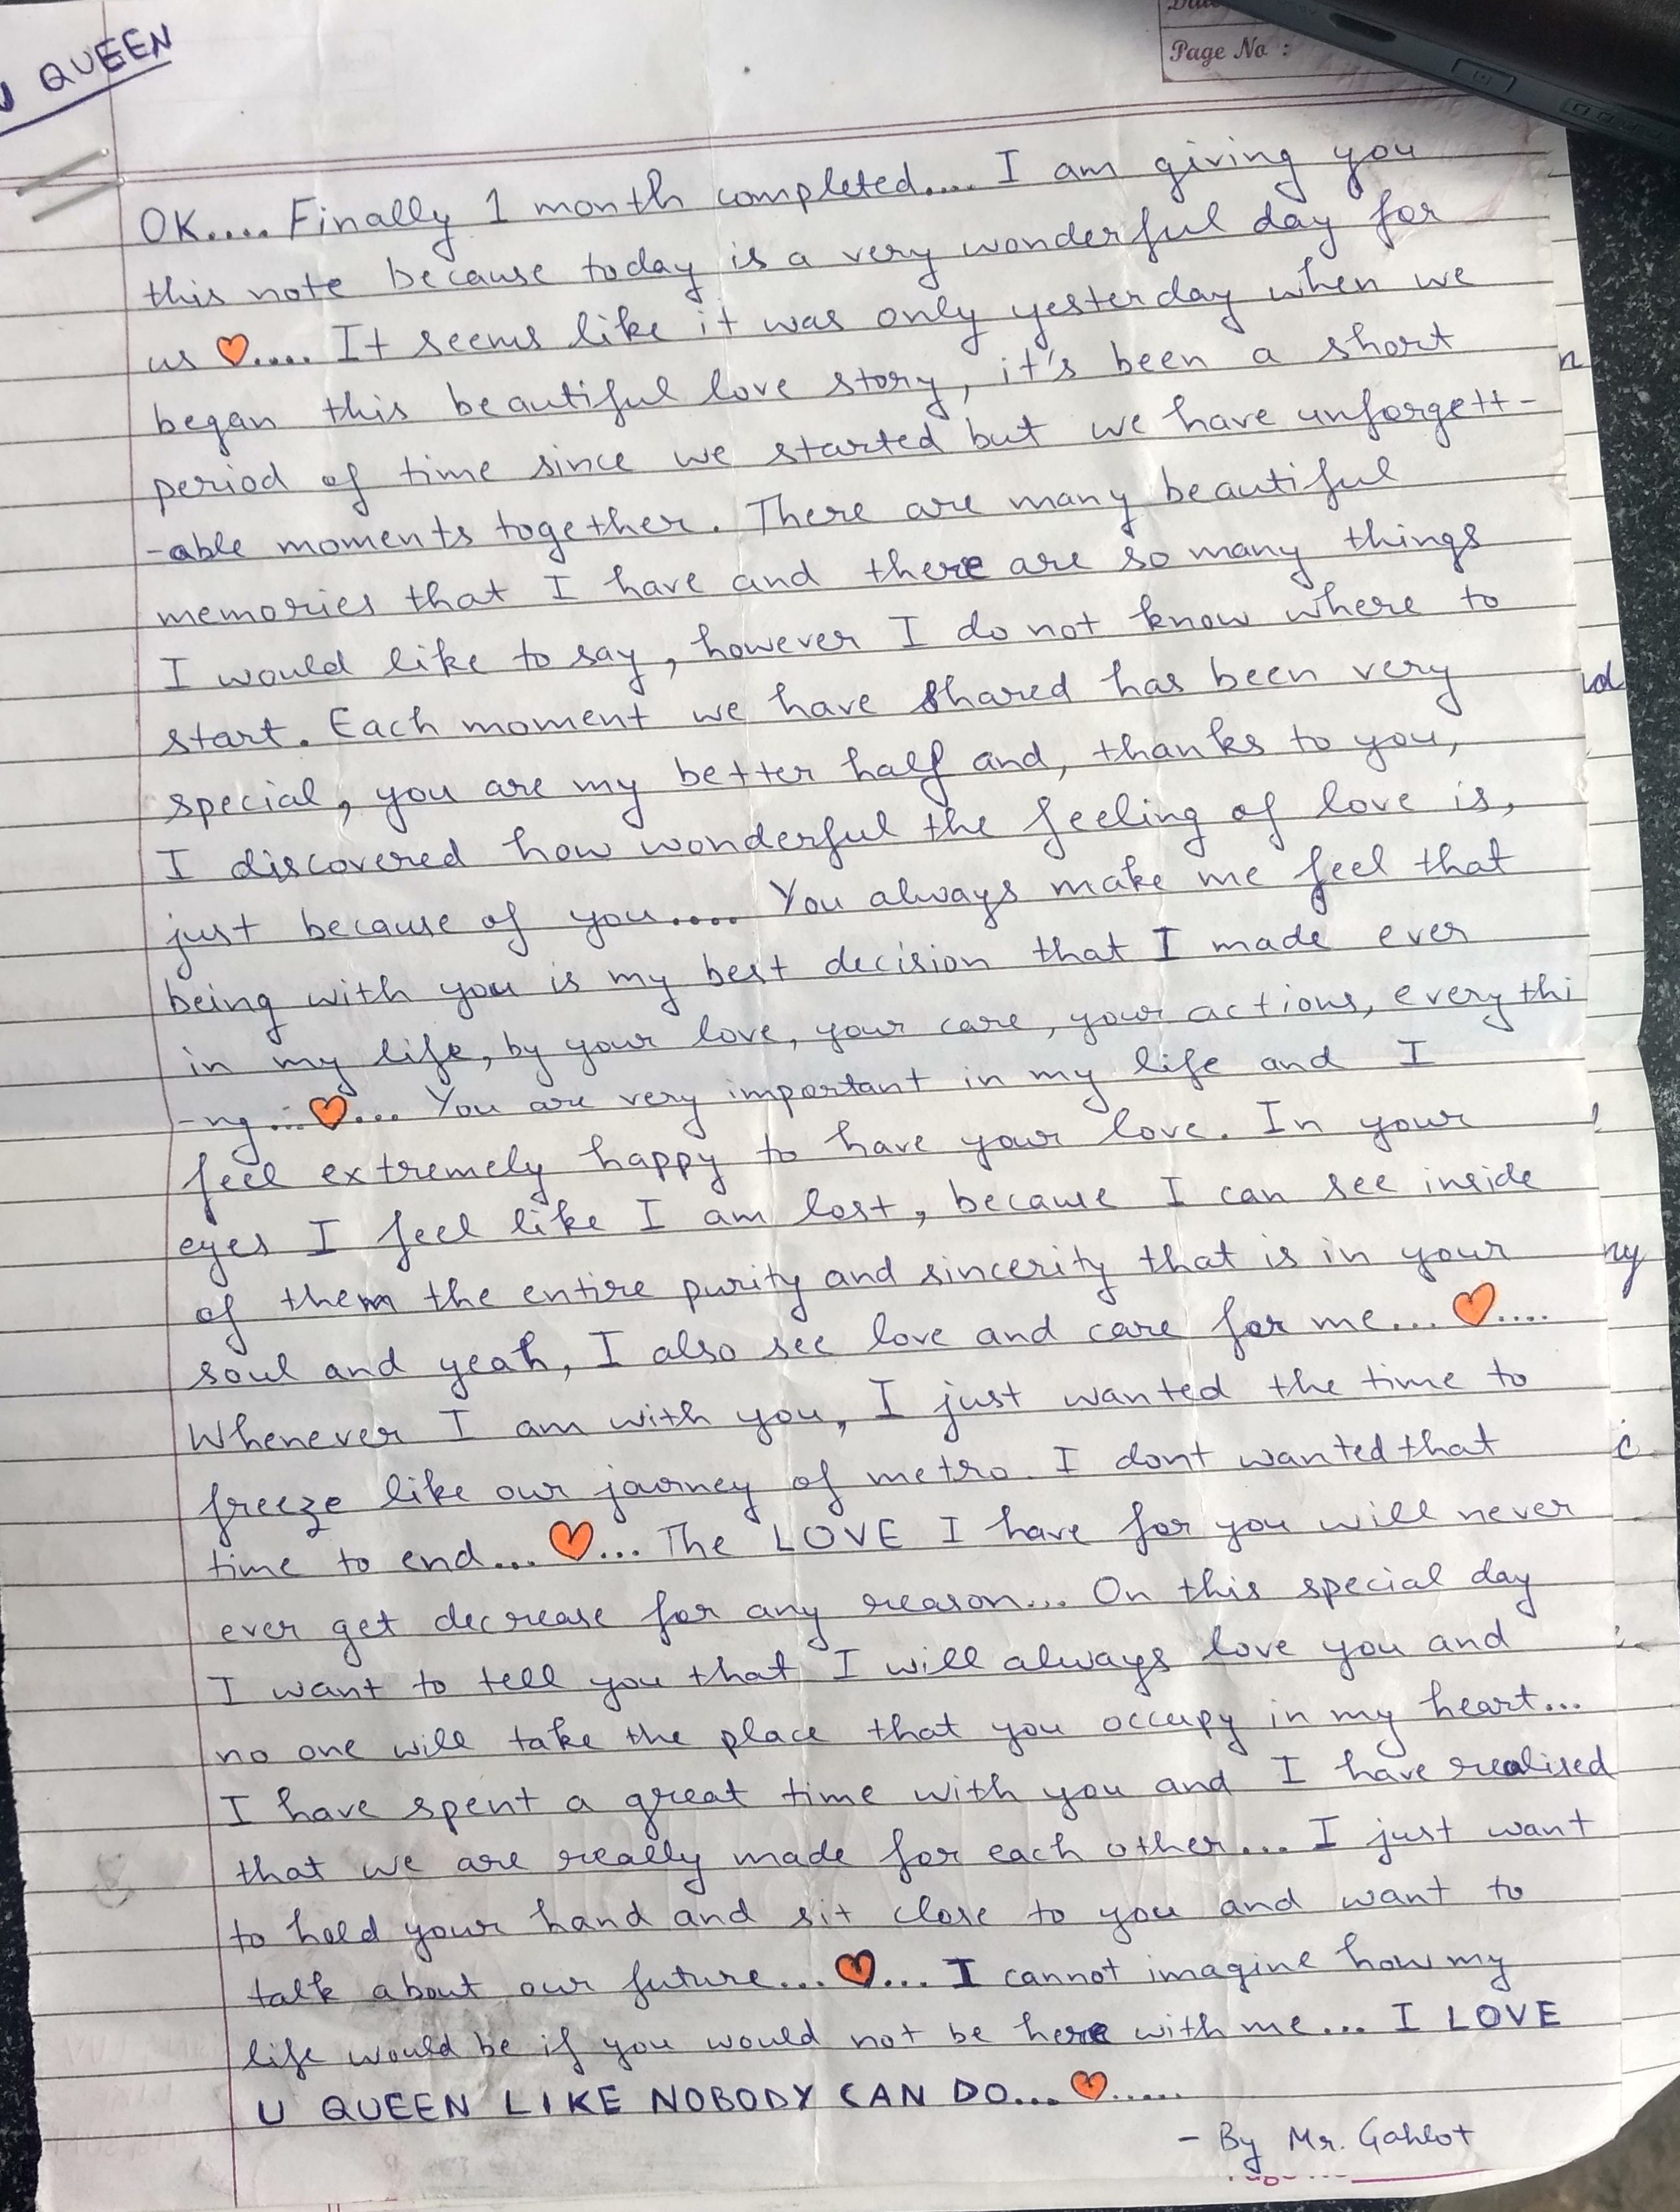 QUEEN
Page No :
OK.... Finally 1 month completed.... I am giving you
this note because today is a very wonderful day for
us 🧡.... It seems like it was only yesterday when we
began this beautiful love story, it's been a short
period of time since we started but we have unforgett-
-able moments together. There are many beautiful
memories that I have and there are so many things
I would like to say, however I do not know where to
start. Each moment we have shared has been very
special, you are my better half and, thanks to you,
I discovered how wonderful the feeling of love is,
just because of you.... You always make me feel that
being with you is my best decision that I made ever
in my life, by your love, your care, your actions, everythi
-ng...🧡... You are very important in my life and I
feel extremely happy to have your love. In your
eyes I feel like I am lost, because I can see inside
of them the entire purity and sincerity that is in your
soul and yeah, I also see love and care for me... 🧡....
Whenever I am with you, I just wanted the time to
freeze like our journey of metro. I dont wanted that
time to end... 🧡... The LOVE I have for you will never
ever get decrease for any reason... On this special day
I want to tell you that I will always love you and
no one will take the place that you occupy in my heart...
I have spent a great time with you and I have realised
that we are really made for each other.... I just want
to hold your hand and sit close to you and want to
talk about our future... 🧡... I cannot imagine how my
life would be if you would not be here with me... I LOVE
U QUEEN LIKE NOBODY CAN DO... 🧡.....
- By Mr. Gahlot